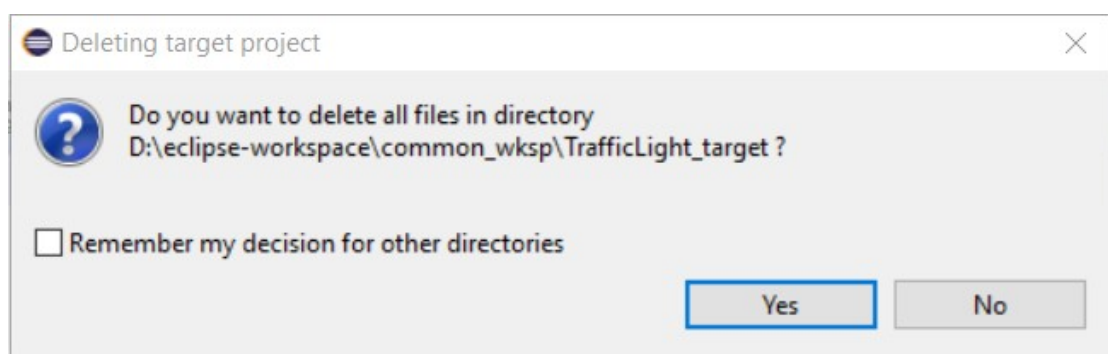 Deleting target project
Do you want to delete all files in directory
D:\eclipse-workspace\common_wksp\TrafficLight_target ?
Remember my decision for other directories
Yes
No